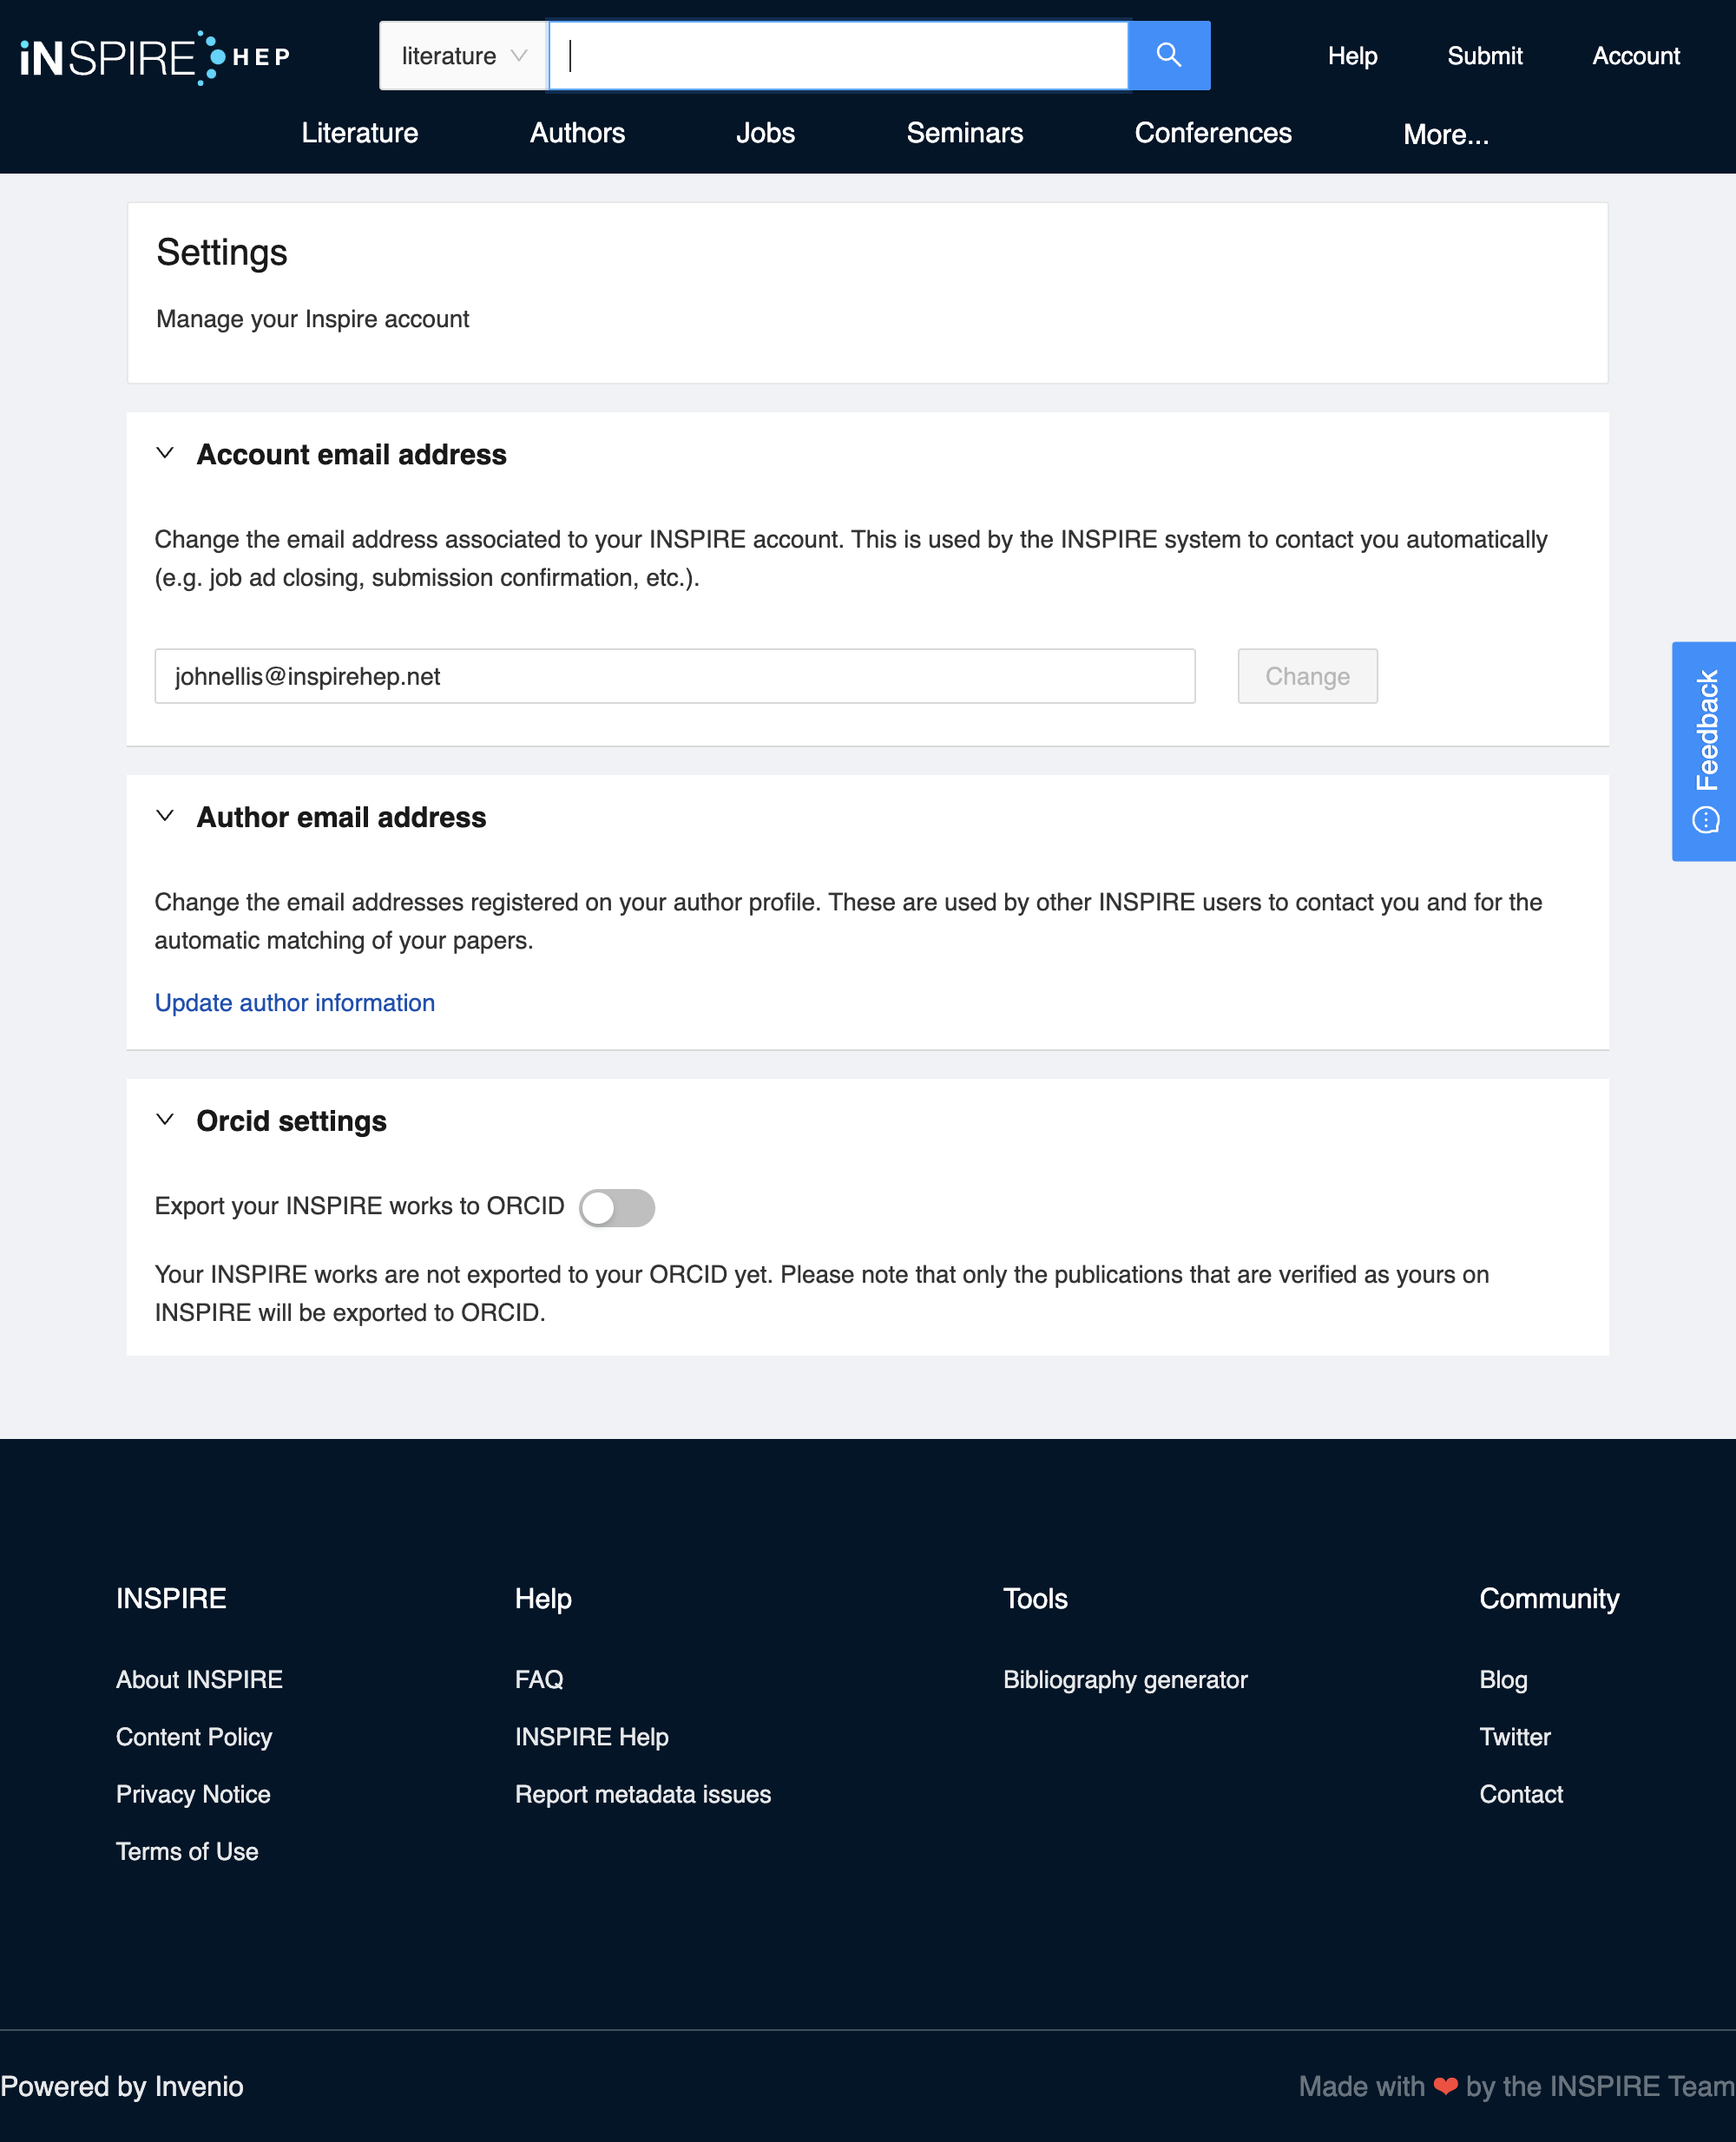 iNSPIRE HEP
literature
Help Submit Account
Literature Authors Jobs Seminars Conferences More...
Settings
Manage your Inspire account
Account email address
Change the email address associated to your INSPIRE account. This is used by the INSPIRE system to contact you automatically
(e.g. job ad closing, submission confirmation, etc.).
johnellis@inspirehep.net Change
Feedback
Author email address
Change the email addresses registered on your author profile. These are used by other INSPIRE users to contact you and for the
automatic matching of your papers.
Update author information
Orcid settings
Export your INSPIRE works to ORCID
Your INSPIRE works are not exported to your ORCID yet. Please note that only the publications that are verified as yours on
INSPIRE will be exported to ORCID.
INSPIRE
About INSPIRE
Content Policy
Privacy Notice
Terms of Use
Help
FAQ
INSPIRE Help
Report metadata issues
Tools
Bibliography generator
Community
Blog
Twitter
Contact
Powered by Invenio
Made with ❤ by the INSPIRE Team